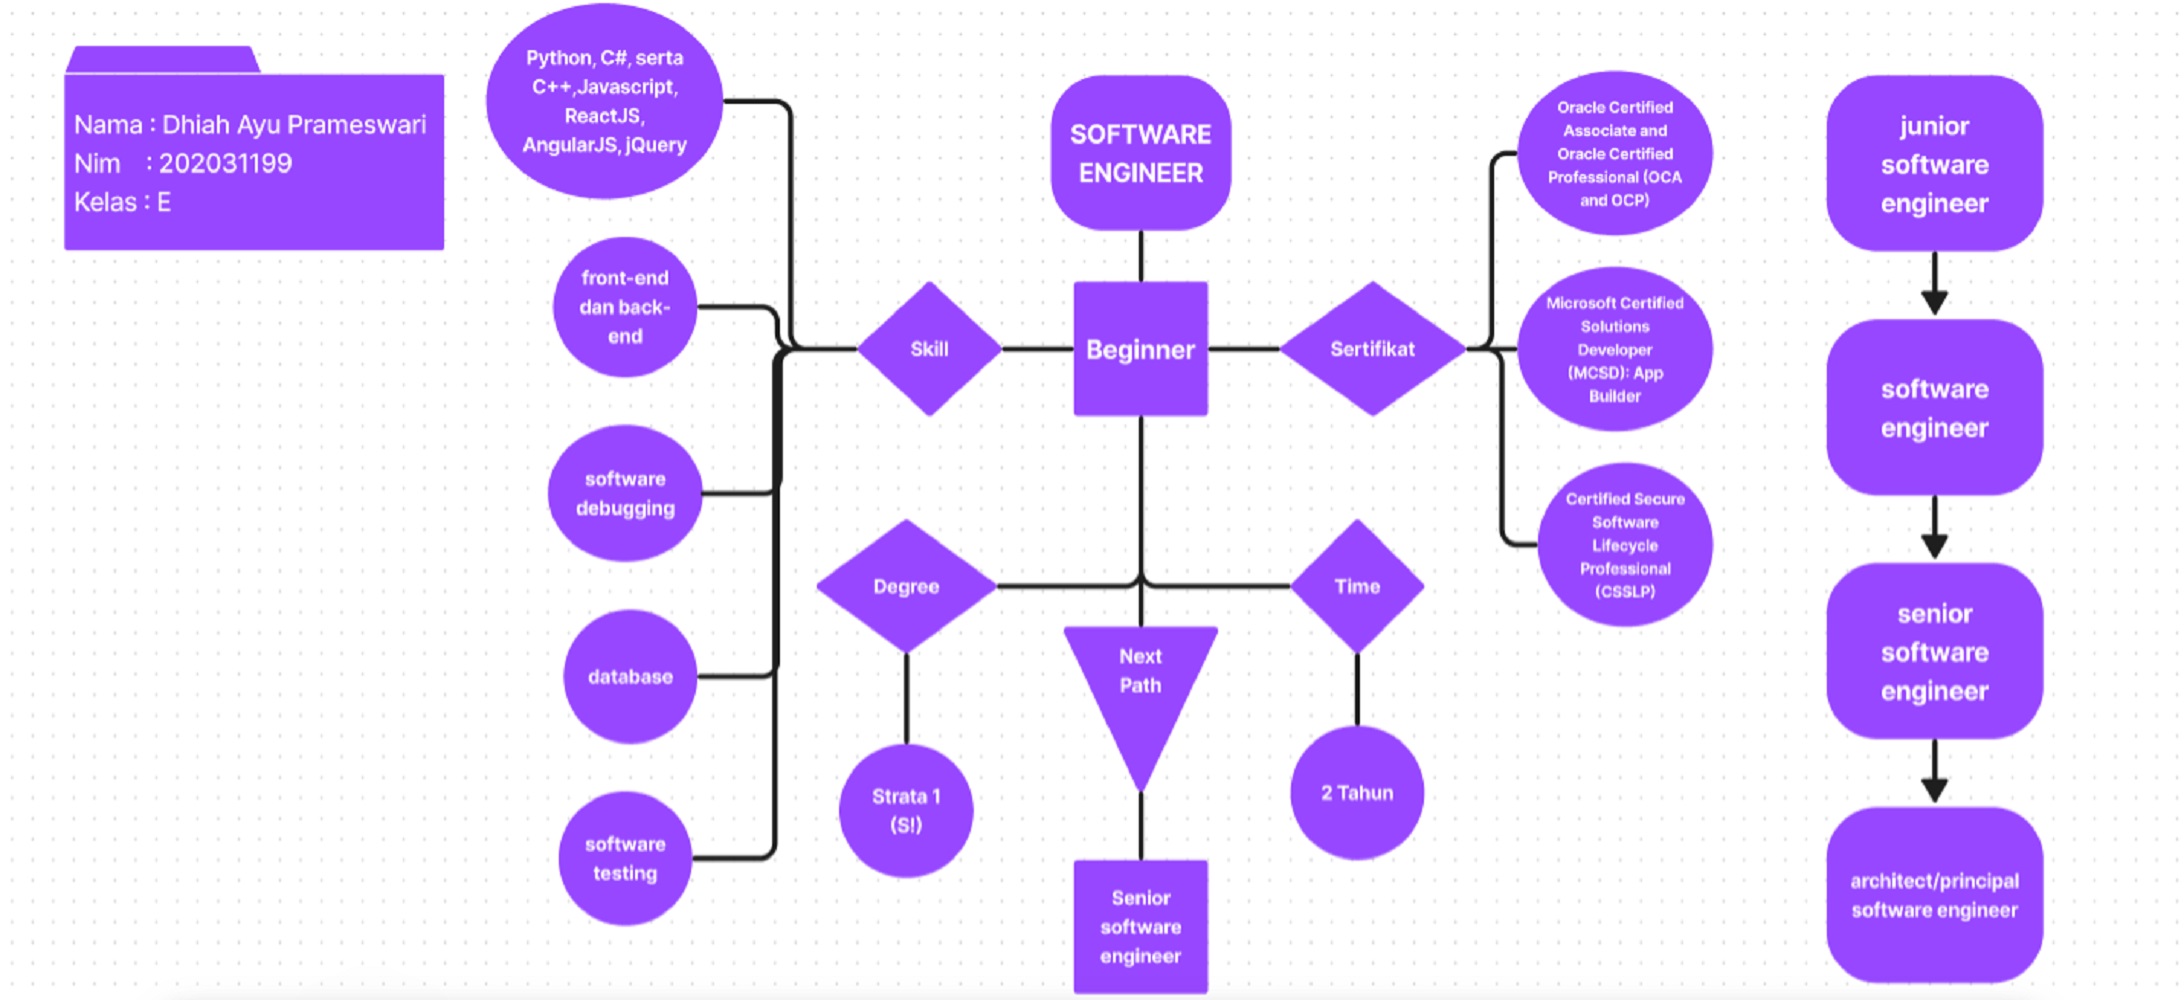 Nama : Dhiah Ayu Prameswari
Nim : 202031199
Kelas : E
Python, C#, serta
C++,Javascript,
ReactJS,
AngularJS, jQuery
front-end
dan back-
end
software
debugging
database
software
testing
Skill
SOFTWARE
ENGINEER
Beginner
Sertifikat
Degree
Strata 1
(S!)
Next
Path
Senior
software
engineer
Time
2 Tahun
Oracle Certified
Associate and
Oracle Certified
Professional (OCA
and OCP)
Microsoft Certified
Solutions
Developer
(MCSD): App
Builder
Certified Secure
Software
Lifecycle
Professional
(CSSLP)
junior
software
engineer
software
engineer
senior
software
engineer
architect/principal
software engineer